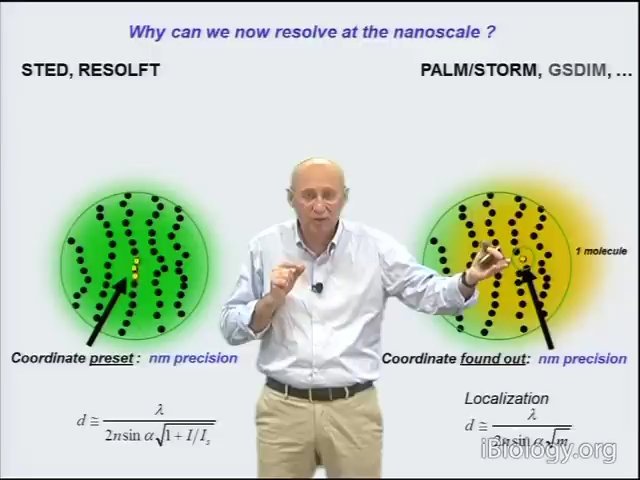 Why can we now resolve at the nanoscale ?
STED, RESOLFT
PALM/STORM, GSDIM, …
1 molecule
Coordinate preset : nm precision
Coordinate found out: nm precision
Localization
d ≅ λ / 2n sin α √1 + I/Iₛ
d ≅ λ / 2n sin α √m
iBiology.org